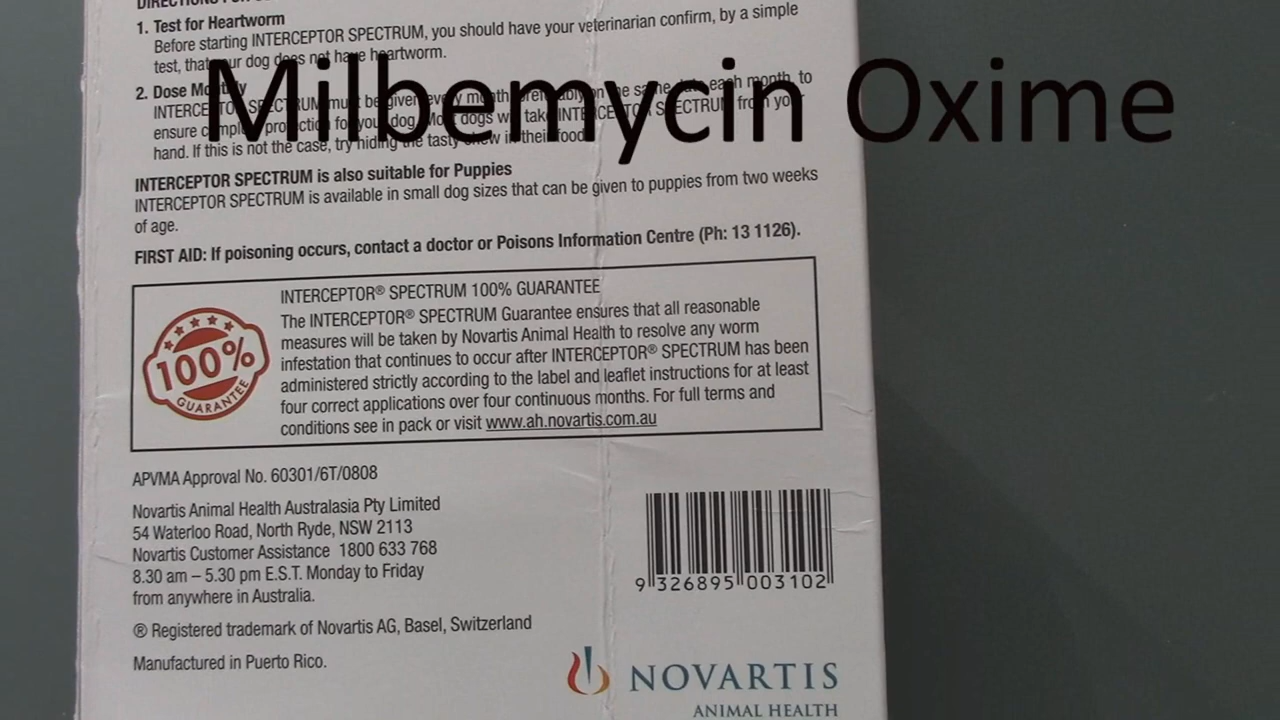 DIRECTIONS FOR
1. Test for Heartworm
Before starting INTERCEPTOR SPECTRUM, you should have your veterinarian confirm, by a simple
test, that your dog does not have heartworm.
Milbemycin Oxime
2. Dose Monthly
INTERCEPTOR SPECTRUM must be given every month preferably on the same date each month, to
ensure complete protection for your dog. Most dogs will take INTERCEPTOR SPECTRUM from your
hand. If this is not the case, try hiding the tasty chew in their food.
INTERCEPTOR SPECTRUM is also suitable for Puppies
INTERCEPTOR SPECTRUM is available in small dog sizes that can be given to puppies from two weeks
of age.
FIRST AID: If poisoning occurs, contact a doctor or Poisons Information Centre (Ph: 13 1126).
INTERCEPTOR® SPECTRUM 100% GUARANTEE
The INTERCEPTOR® SPECTRUM Guarantee ensures that all reasonable
measures will be taken by Novartis Animal Health to resolve any worm
infestation that continues to occur after INTERCEPTOR® SPECTRUM has been
administered strictly according to the label and leaflet instructions for at least
four correct applications over four continuous months. For full terms and
conditions see in pack or visit www.ah.novartis.com.au
100%
GUARANTEE
APVMA Approval No. 60301/6T/0808
Novartis Animal Health Australasia Pty Limited
54 Waterloo Road, North Ryde, NSW 2113
Novartis Customer Assistance 1800 633 768
8.30 am – 5.30 pm E.S.T. Monday to Friday
from anywhere in Australia.
® Registered trademark of Novartis AG, Basel, Switzerland
Manufactured in Puerto Rico.
9 326895 003102
NOVARTIS
ANIMAL HEALTH